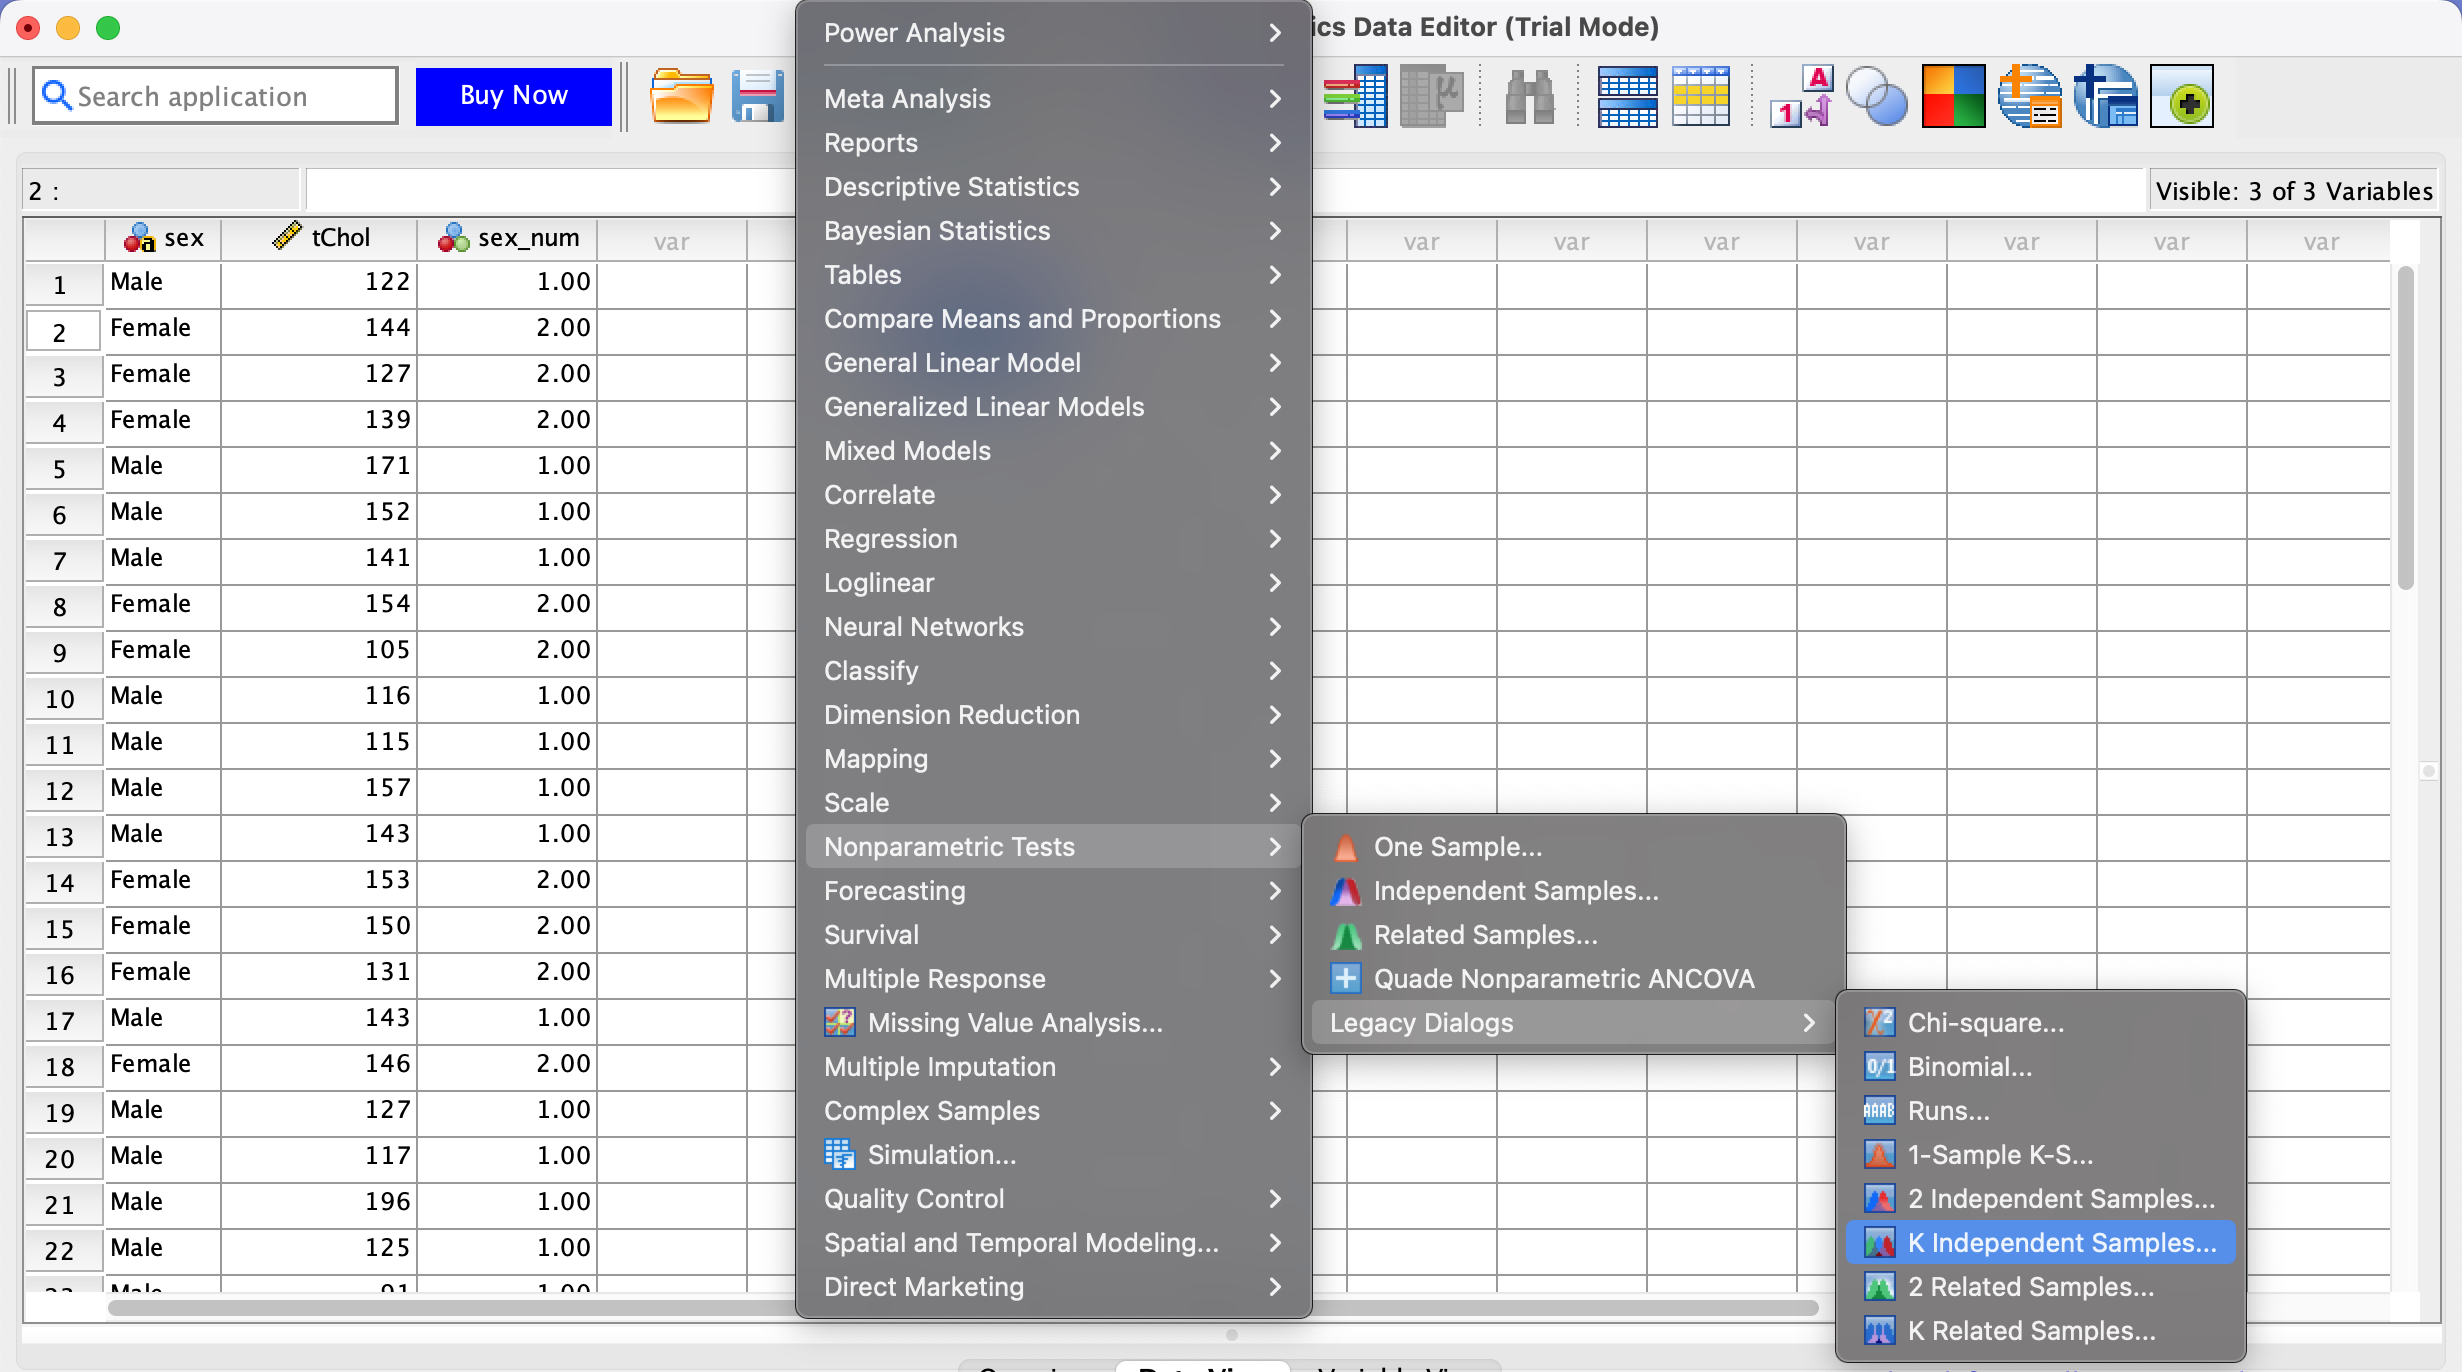 ics Data Editor (Trial Mode)
Search application
Buy Now
2 :
Visible: 3 of 3 Variables
sex tChol sex_num var var var var var var var var
1 Male 122 1.00
2 Female 144 2.00
3 Female 127 2.00
4 Female 139 2.00
5 Male 171 1.00
6 Male 152 1.00
7 Male 141 1.00
8 Female 154 2.00
9 Female 105 2.00
10 Male 116 1.00
11 Male 115 1.00
12 Male 157 1.00
13 Male 143 1.00
14 Female 153 2.00
15 Female 150 2.00
16 Female 131 2.00
17 Male 143 1.00
18 Female 146 2.00
19 Male 127 1.00
20 Male 117 1.00
21 Male 196 1.00
22 Male 125 1.00
Power Analysis
Meta Analysis
Reports
Descriptive Statistics
Bayesian Statistics
Tables
Compare Means and Proportions
General Linear Model
Generalized Linear Models
Mixed Models
Correlate
Regression
Loglinear
Neural Networks
Classify
Dimension Reduction
Mapping
Scale
Nonparametric Tests
Forecasting
Survival
Multiple Response
Missing Value Analysis...
Multiple Imputation
Complex Samples
Simulation...
Quality Control
Spatial and Temporal Modeling...
Direct Marketing
One Sample...
Independent Samples...
Related Samples...
Quade Nonparametric ANCOVA
Legacy Dialogs
Chi-square...
Binomial...
Runs...
1-Sample K-S...
2 Independent Samples...
K Independent Samples...
2 Related Samples...
K Related Samples...